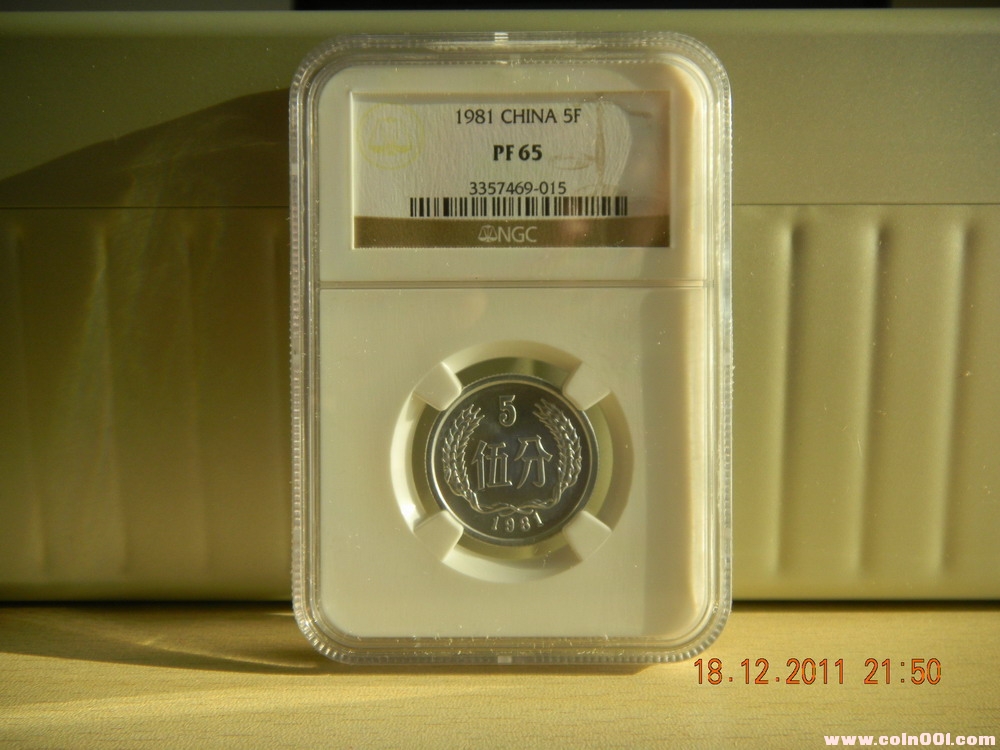 1981 CHINA 5F
PF 65
3357469-015
NGC
5
伍分
1981
18.12.2011 21:50
www.coin001.com